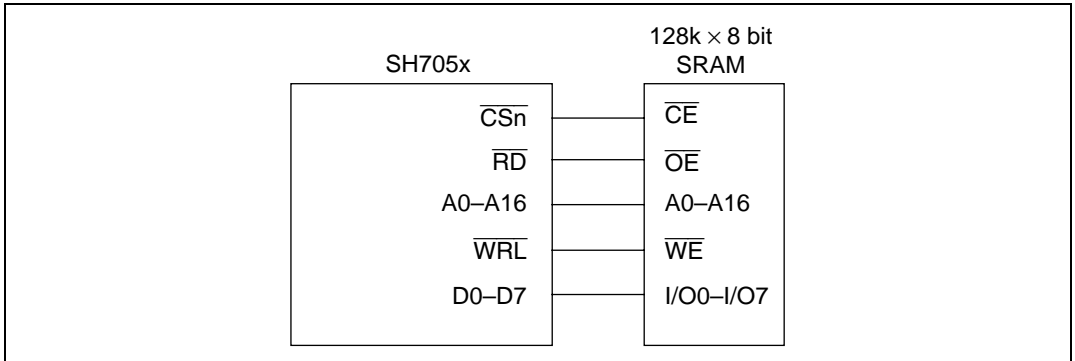 128k × 8 bit
SH705x SRAM
CSn CE
RD OE
A0–A16 A0–A16
WRL WE
D0–D7 I/O0–I/O7